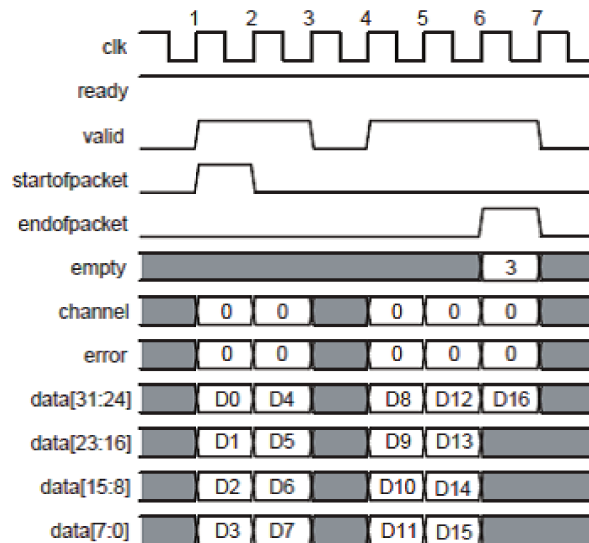 1 2 3 4 5 6 7
clk
ready
valid
startofpacket
endofpacket
empty 3
channel 0 0 0 0 0
error 0 0 0 0 0
data[31:24] D0 D4 D8 D12 D16
data[23:16] D1 D5 D9 D13
data[15:8] D2 D6 D10 D14
data[7:0] D3 D7 D11 D15